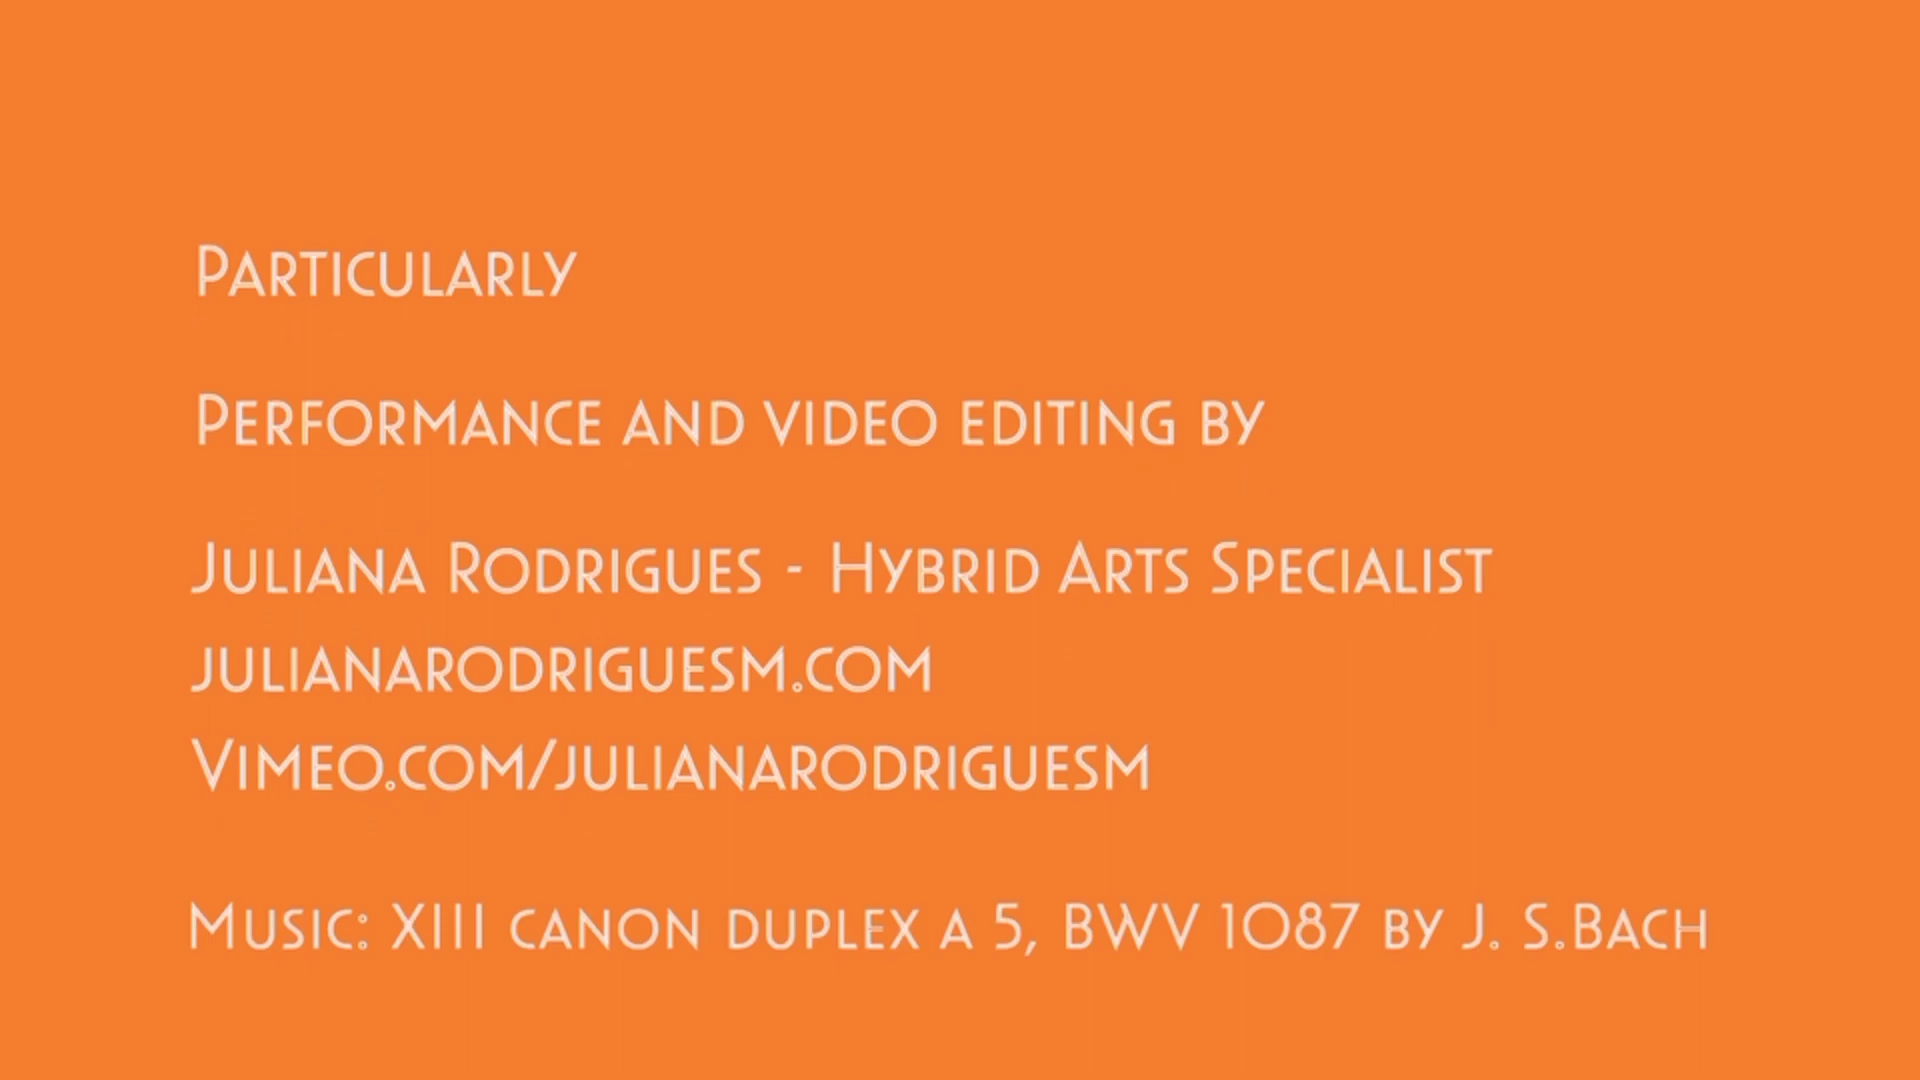 Particularly
Performance and video editing by
Juliana Rodrigues - Hybrid Arts Specialist
julianarodriguesm.com
Vimeo.com/julianarodriguesm
Music: XIII canon duplex a 5, BWV 1087 by J. S.Bach